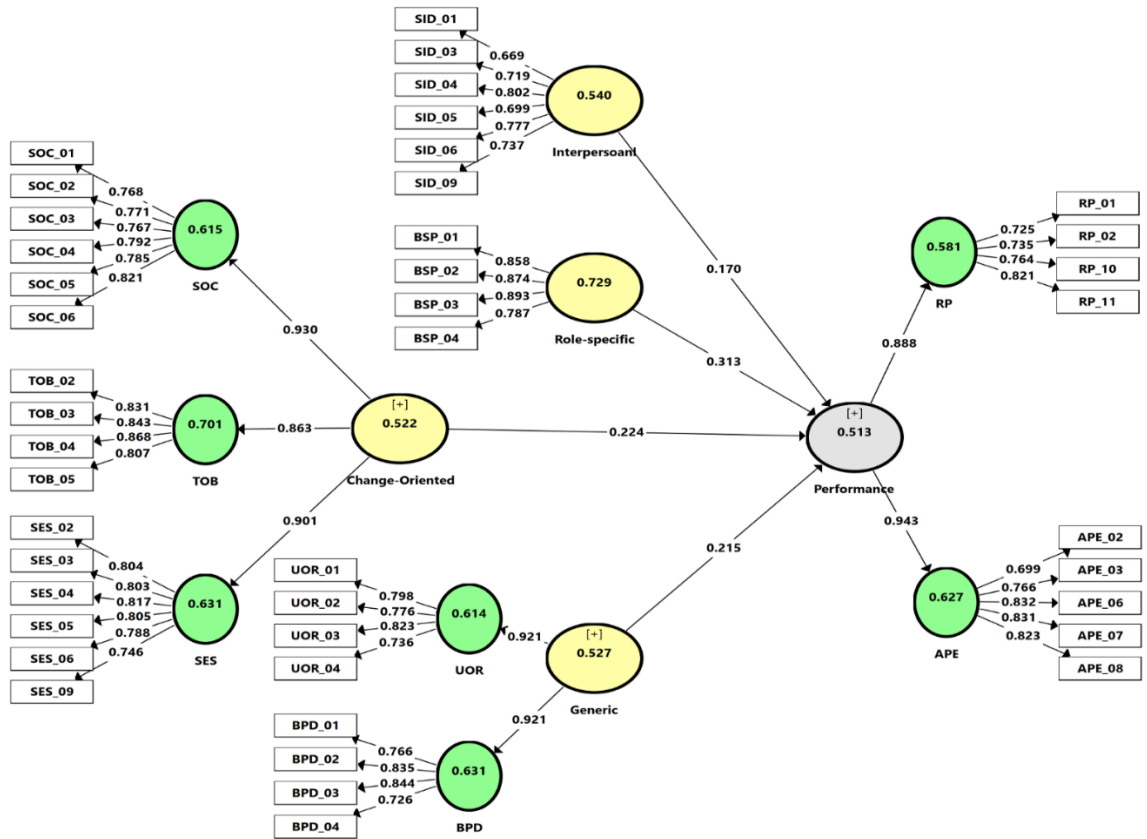 SID_01
SID_03
SID_04
SID_05
SID_06
SID_09
0.669
0.719
0.802
0.699
0.777
0.737
0.540
Interpersoanl
SOC_01
SOC_02
SOC_03
SOC_04
SOC_05
SOC_06
0.768
0.771
0.767
0.792
0.785
0.821
0.615
SOC
BSP_01
BSP_02
BSP_03
BSP_04
0.858
0.874
0.893
0.787
0.729
Role-specific
0.170
0.313
0.930
RP_01
RP_02
RP_10
RP_11
0.725
0.735
0.764
0.821
0.581
RP
0.888
TOB_02
TOB_03
TOB_04
TOB_05
0.831
0.843
0.868
0.807
0.701
TOB
0.863
[+]
0.522
Change-Oriented
0.224
[+]
0.513
Performance
0.901
0.215
0.943
SES_02
SES_03
SES_04
SES_05
SES_06
SES_09
0.804
0.803
0.817
0.805
0.788
0.746
0.631
SES
UOR_01
UOR_02
UOR_03
UOR_04
0.798
0.776
0.823
0.736
0.614
UOR
0.921
[+]
0.527
Generic
0.921
APE_02
APE_03
APE_06
APE_07
APE_08
0.699
0.766
0.832
0.831
0.823
0.627
APE
BPD_01
BPD_02
BPD_03
BPD_04
0.766
0.835
0.844
0.726
0.631
BPD